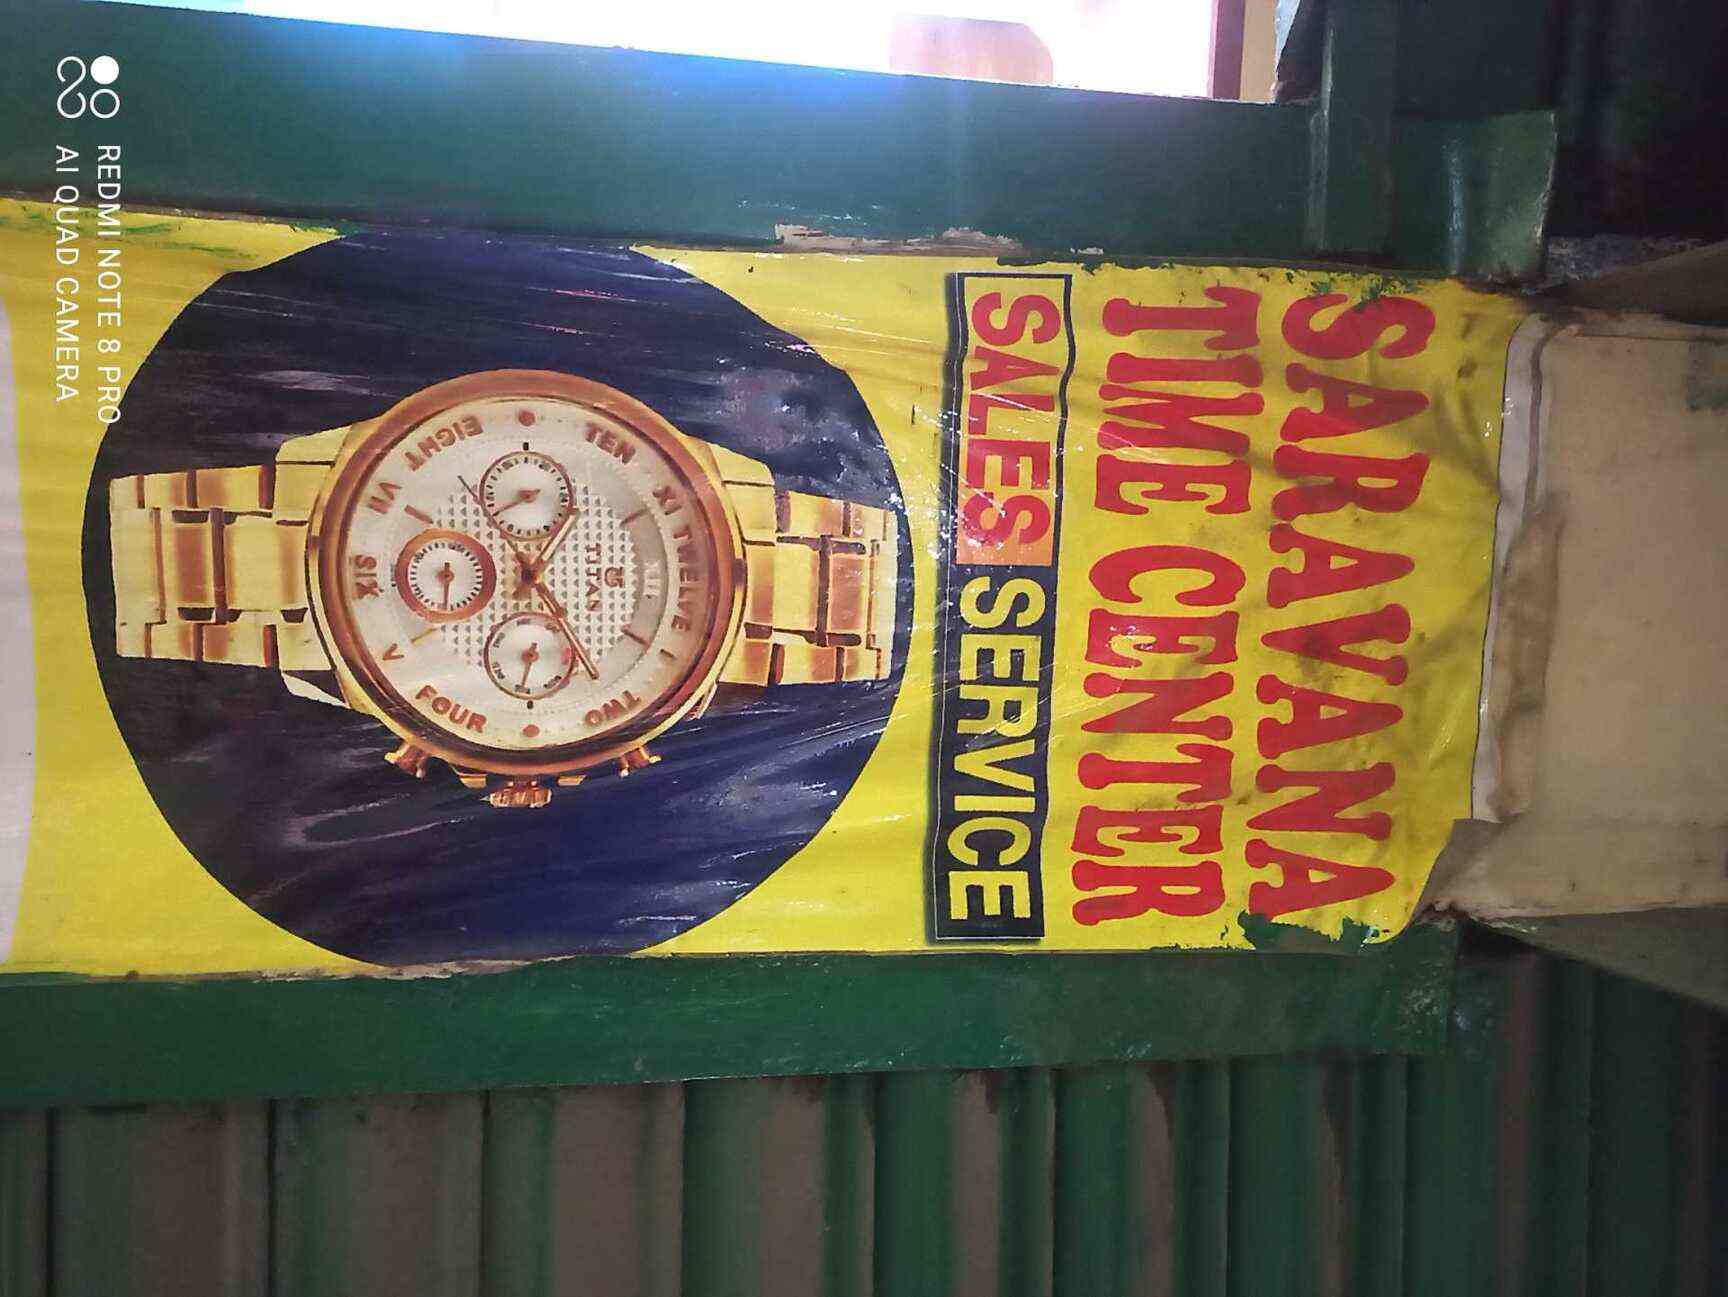 SARAVANA
TIME CENTER
SALES SERVICE
XI TWELVE I
TEN
TWO
XII
TITAN
EIGHT
FOUR
VII SIX V
REDMI NOTE 8 PRO
AI QUAD CAMERA